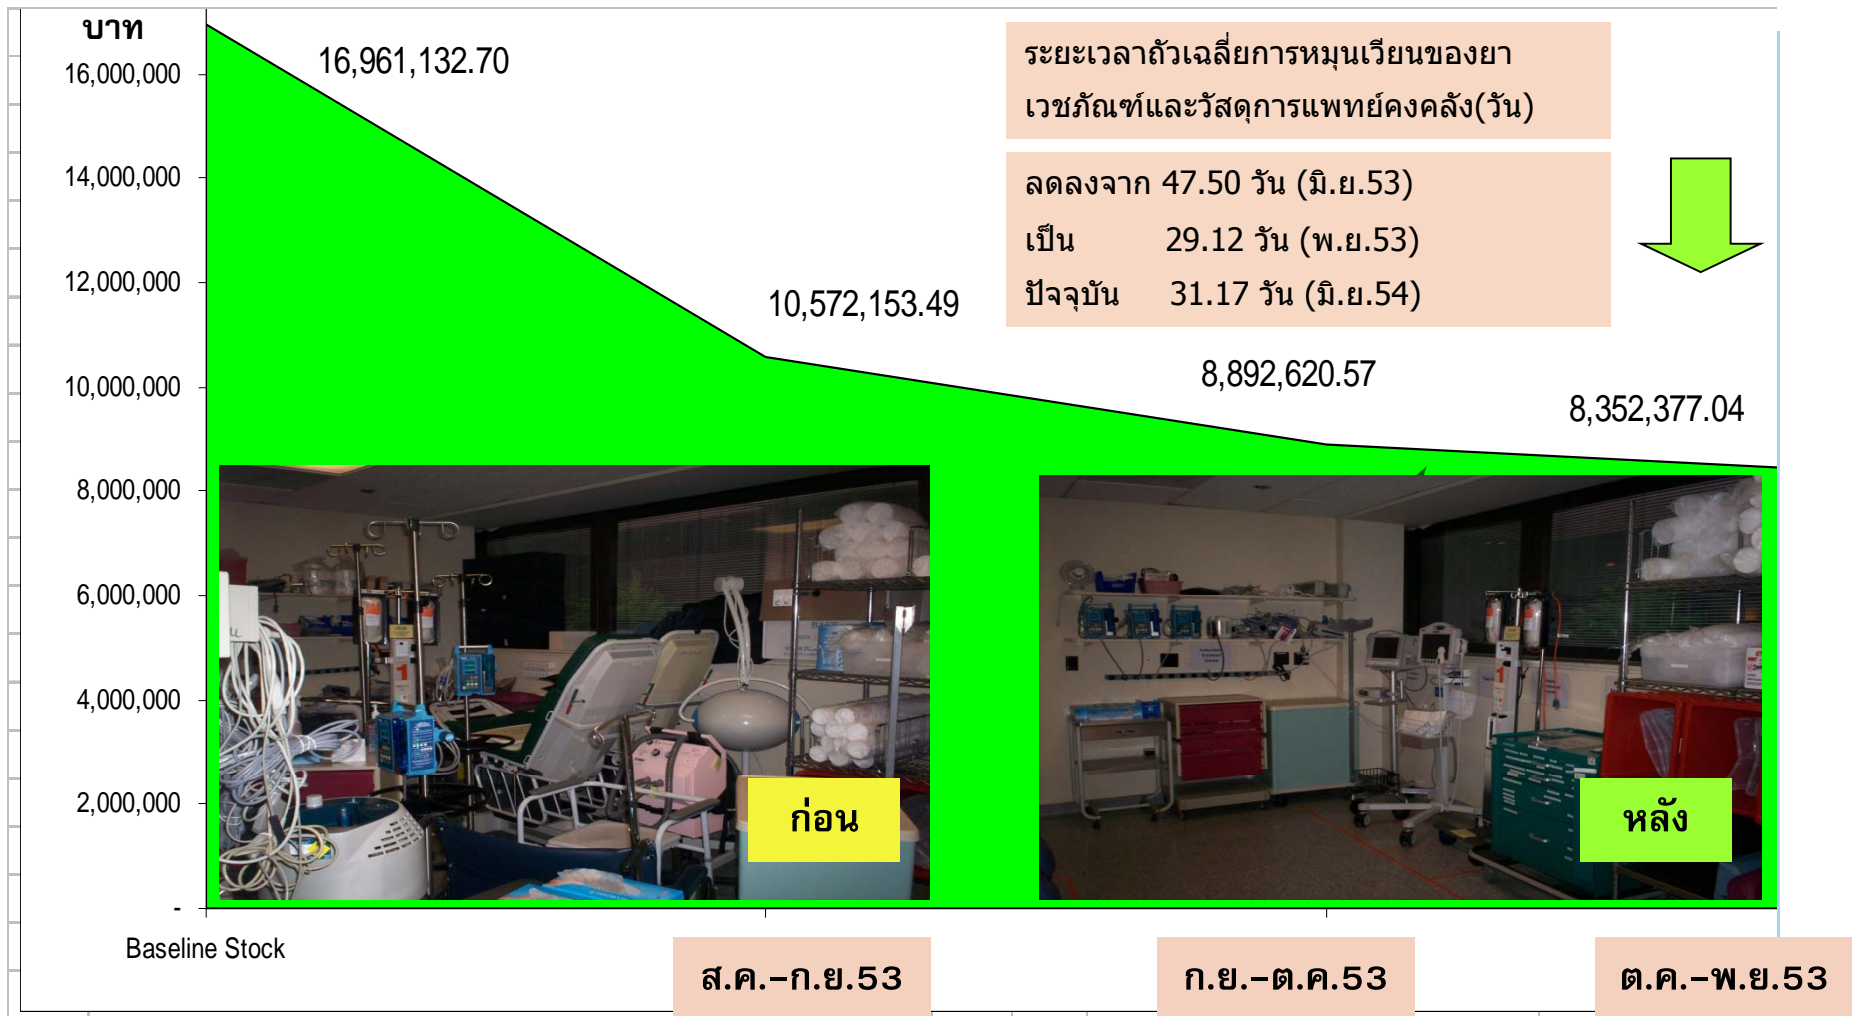 บาท
16,000,000
14,000,000
12,000,000
10,000,000
8,000,000
6,000,000
4,000,000
2,000,000
-
16,961,132.70
10,572,153.49
8,892,620.57
8,352,377.04
ระยะเวลาถัวเฉลี่ยการหมุนเวียนของยา
เวชภัณฑ์และวัสดุการแพทย์คงคลัง(วัน)
ลดลงจาก 47.50 วัน (มิ.ย.53)
เป็น 29.12 วัน (พ.ย.53)
ปัจจุบัน 31.17 วัน (มิ.ย.54)
ก่อน
หลัง
Baseline Stock
ส.ค.-ก.ย.53
ก.ย.-ต.ค.53
ต.ค.-พ.ย.53